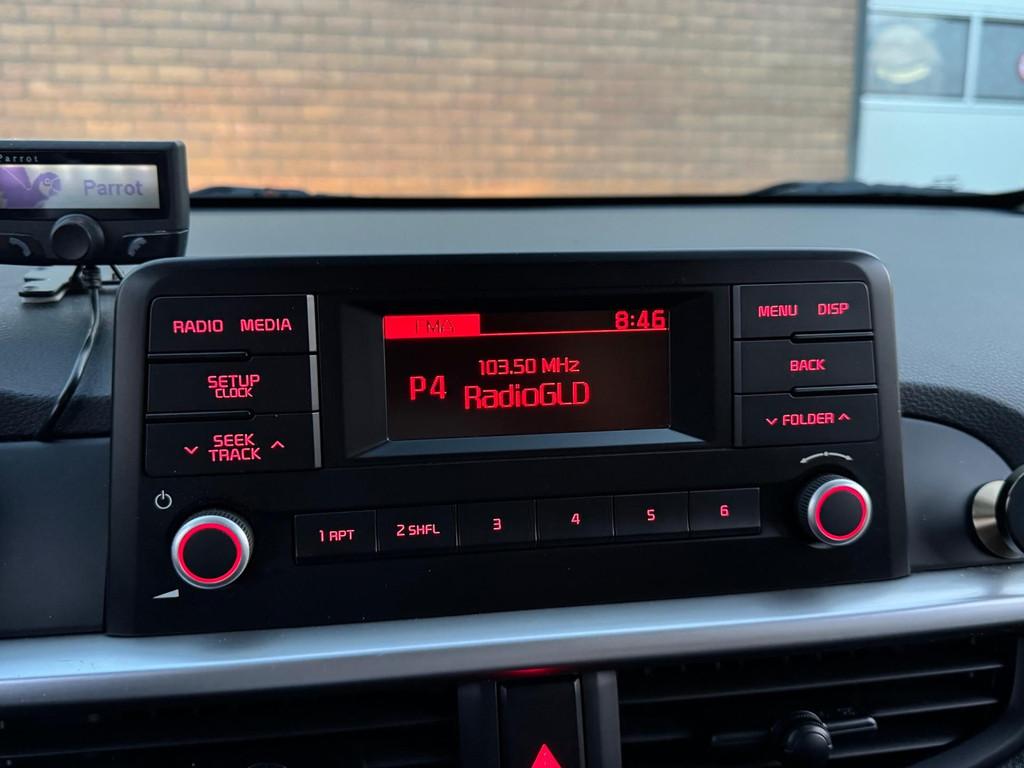 Parrot
Parrot
RADIO MEDIA
SETUP
CLOCK
SEEK
TRACK
FMA
8:46
103.50 MHz
P4 RadioGLD
MENU DISP
BACK
FOLDER
1 RPT 2 SHFL 3 4 5 6